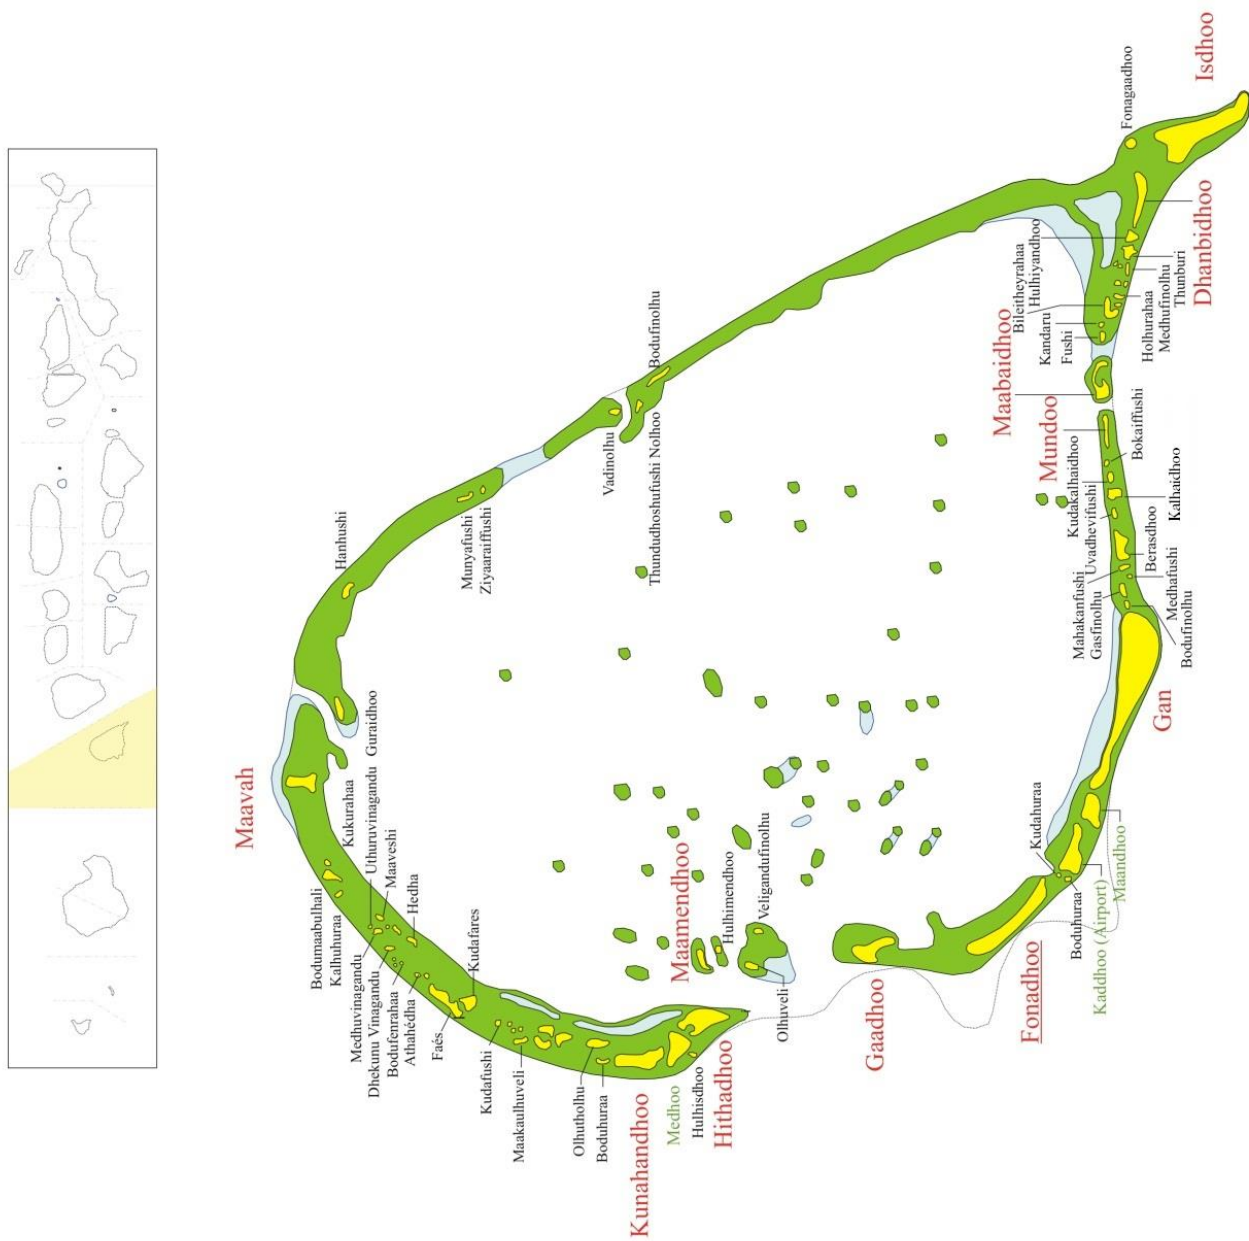 Isdhoo
Fonagaadhoo
Dhanbidhoo
Bileitheyrahaa
Hulhiyandhoo
Kandaru
Fushi
Holhurahaa
Medhufinolhu
Thunburi
Maabaidhoo
Mundoo
Bokaiffushi
Kudakalhaidhoo
Kalhaidhoo
Uvadhevifushi
Berasdhoo
Mahakanfushi
Gasfinolhu
Medhafushi
Bodufinolhu
Gan
Bodufinolhu
Vadinolhu
Thundudhoshufushi Nolhoo
Munyafushi
Ziyaaraiffushi
Hanhushi
Maavah
Guraidhoo
Kukurahaa
Uthuruvinagandu
Maaveshi
Hedha
Bodumaabulhali
Kalhuhuraa
Medhuvinagandu
Dhekunu Vinagandu
Bodufenrahaa
Athahédha
Faés
Kudafares
Kudafushi
Maakaulhuveli
Olhutholhu
Boduhuraa
Kunahandhoo
Medhoo
Hulhisdhoo
Hithadhoo
Maamendhoo
Hulhimendhoo
Veligandufinolhu
Olhuveli
Gaadhoo
Fonadhoo
Kudahuraa
Boduhuraa
Kaddhoo (Airport)
Maandhoo